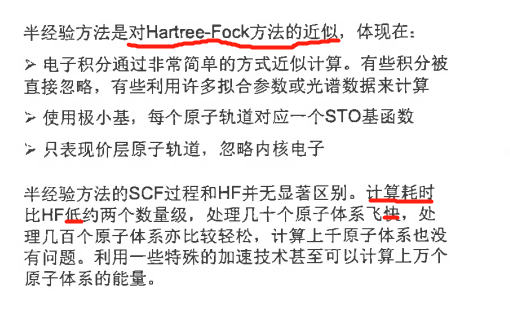 半经验方法是对Hartree-Fock方法的近似，体现在：
➢ 电子积分通过非常简单的方式近似计算。有些积分被
直接忽略，有些利用许多拟合参数或光谱数据来计算
➢ 使用极小基，每个原子轨道对应一个STO基函数
➢ 只表现价层原子轨道，忽略内核电子
半经验方法的SCF过程和HF并无显著区别。计算耗时
比HF低约两个数量级，处理几十个原子体系飞快，处
理几百个原子体系亦比较轻松，计算上千原子体系也没
有问题。利用一些特殊的加速技术甚至可以计算上万个
原子体系的能量。